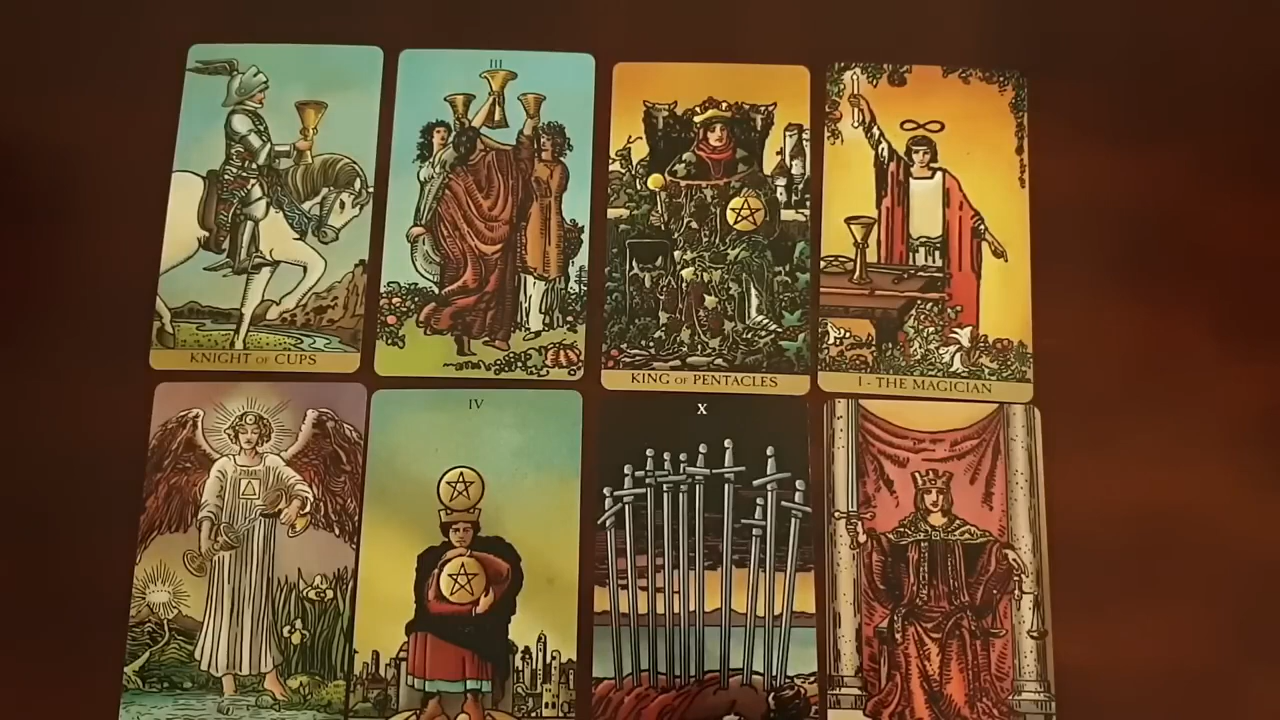 III
KNIGHT OF CUPS
KING OF PENTACLES
I - THE MAGICIAN
IV
X